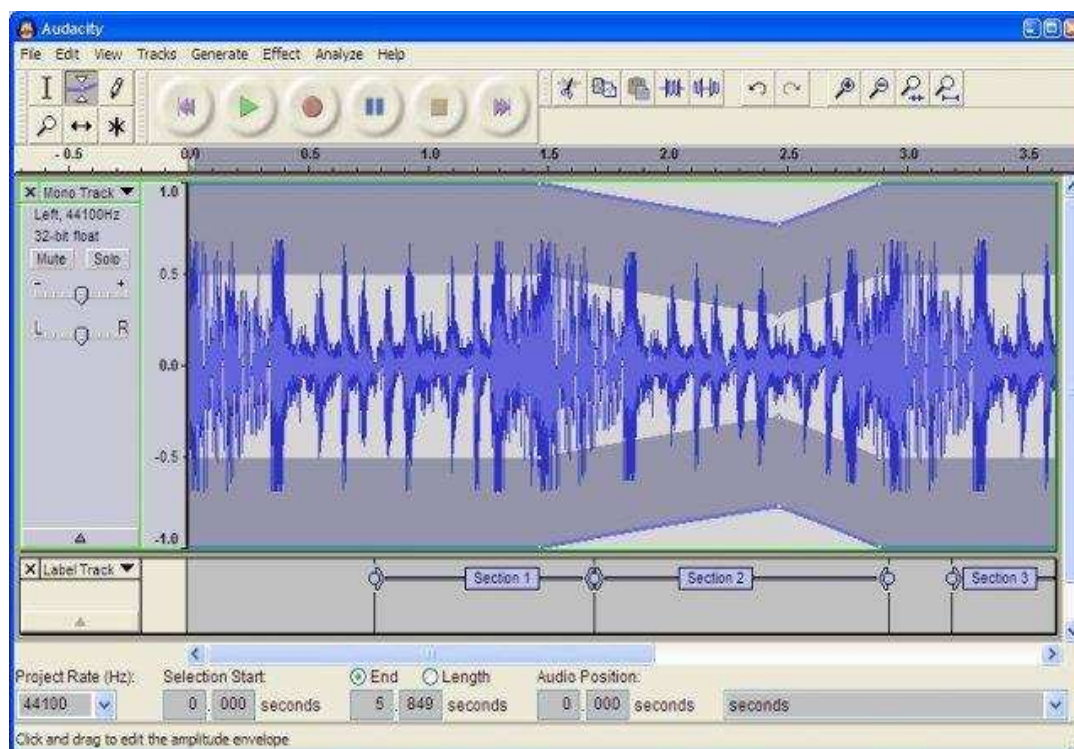 Audacity
File Edit View Tracks Generate Effect Analyze Help
- 0.5 0.0 0.5 1.0 1.5 2.0 2.5 3.0 3.5
X Mono Track
Left, 44100Hz
32-bit float
Mute Solo
- +
L R
1.0
0.5
0.0
-0.5
-1.0
X Label Track
Section 1 Section 2 Section 3
Project Rate (Hz): Selection Start: End Length Audio Position:
44100 0 . 000 seconds 5 . 849 seconds 0 . 000 seconds seconds
Click and drag to edit the amplitude envelope